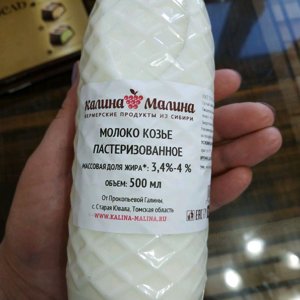 Калина Малина
ФЕРМЕРСКИЕ ПРОДУКТЫ ИЗ СИБИРИ
МОЛОКО КОЗЬЕ
ПАСТЕРИЗОВАННОЕ
МАССОВАЯ ДОЛЯ ЖИРА*: 3,4%-4 %
ОБЪЕМ: 500 МЛ
От Прокопьевой Галины,
с. Старая Ювала, Томская область
WWW.KALINA-MALINA.RU